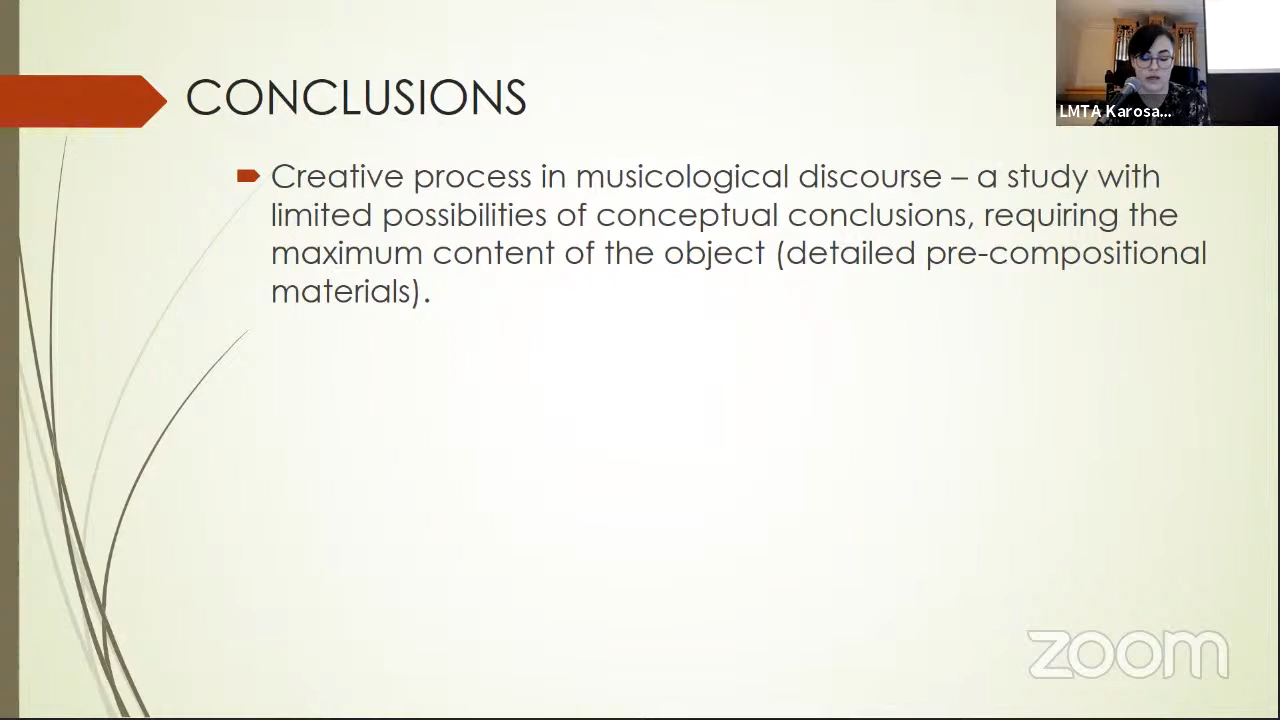 LMTA Karosa...
CONCLUSIONS
Creative process in musicological discourse – a study with
limited possibilities of conceptual conclusions, requiring the
maximum content of the object (detailed pre-compositional
materials).
zoom